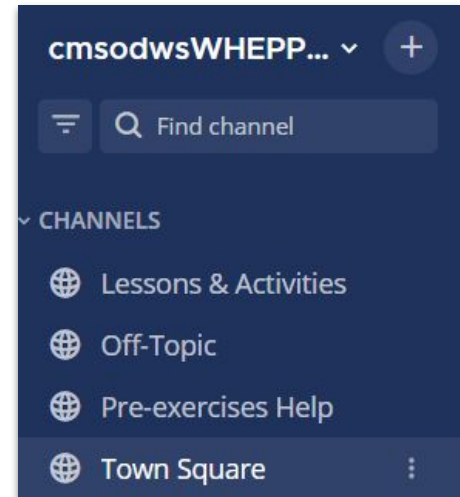 cmsodwsWHEPP...
Find channel
CHANNELS
Lessons & Activities
Off-Topic
Pre-exercises Help
Town Square